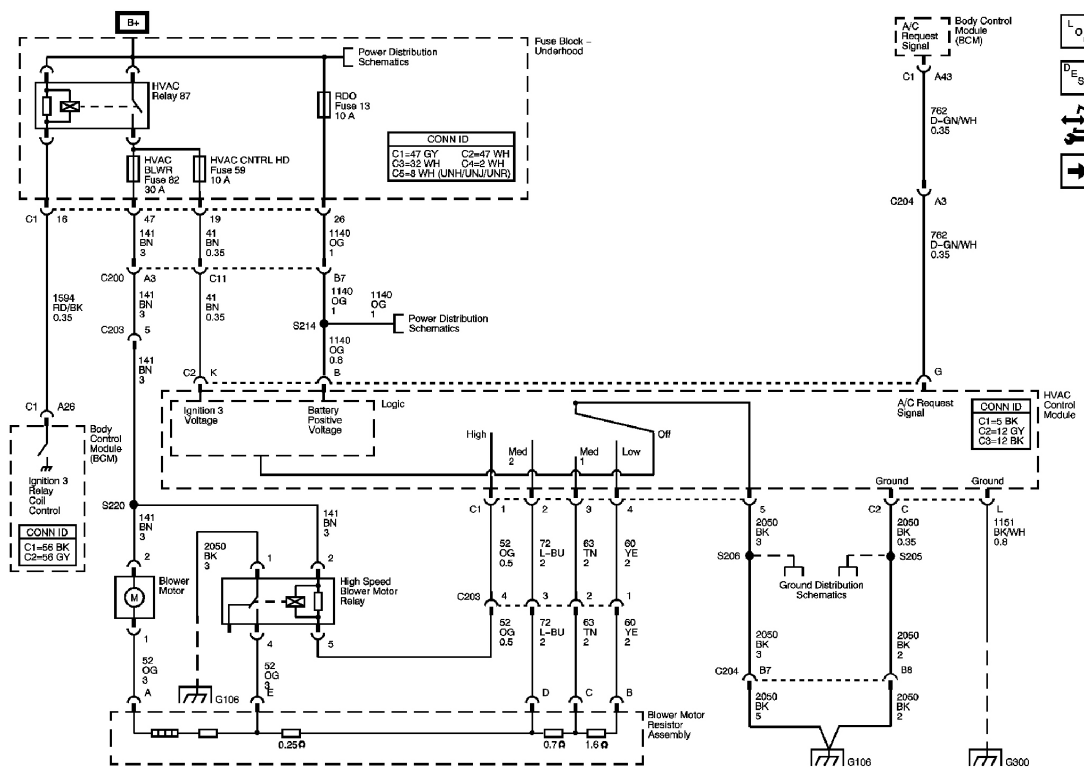 B+
Fuse Block –
Underhood
Power Distribution
Schematics
HVAC
Relay 87
RDO
Fuse 13
10 A
HVAC
BLWR
Fuse 82
30 A
HVAC CNTRL HD
Fuse 59
10 A
CONN ID
C1=47 GY C2=47 WH
C3=32 WH C4=2 WH
C5=8 WH (UNH/UNJ/UNR)
A/C
Request
Signal
Body Control
Module
(BCM)
C1 A43
762
D-GN/WH
0.35
C204 A3
762
D-GN/WH
0.35
G
L
O
D
E
S
C1 16 47 19 26
141
BN
3
41
BN
0.35
1140
OG
1
C200 A3 C11 B7
1594
RD/BK
0.35
141
BN
3
41
BN
0.35
1140
OG
1
1140
OG
1
S214
Power Distribution
Schematics
C203 5
141
BN
3
1140
OG
0.8
C2 K B
Ignition 3
Voltage
Battery
Positive
Voltage
Logic
A/C Request
Signal
HVAC
Control
Module
CONN ID
C1=5 BK
C2=12 GY
C3=12 BK
High
Med
2
Med
1
Low
Off
Ground
Ground
C1 A26
Body
Control
Module
(BCM)
Ignition 3
Relay
Coil
Control
CONN ID
C1=56 BK
C2=56 GY
S220
C1 1 2 3 4 5 C2 C L
141
BN
3
2050
BK
3
141
BN
3
52
OG
0.5
72
L-BU
2
63
TN
2
60
YE
2
2050
BK
3
2050
BK
0.35
1151
BK/WH
0.8
S206
S205
Ground Distribution
Schematics
2
Blower
Motor
M
1
1
2
High Speed
Blower Motor
Relay
4
5
C203 4 3 2 1
52
OG
3
52
OG
3
52
OG
0.5
72
L-BU
2
63
TN
2
60
YE
2
2050
BK
3
2050
BK
2
C204 B7 B8
2050
BK
5
2050
BK
2
A
G106
E
D
C
B
Blower Motor
Resistor
Assembly
0.25Ω
0.7Ω
1.6Ω
G106
G300